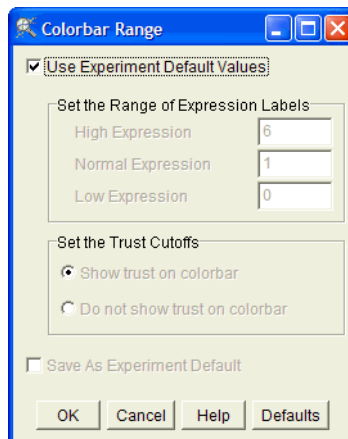 Colorbar Range
Use Experiment Default Values
Set the Range of Expression Labels
High Expression 6
Normal Expression 1
Low Expression 0
Set the Trust Cutoffs
Show trust on colorbar
Do not show trust on colorbar
Save As Experiment Default
OK Cancel Help Defaults